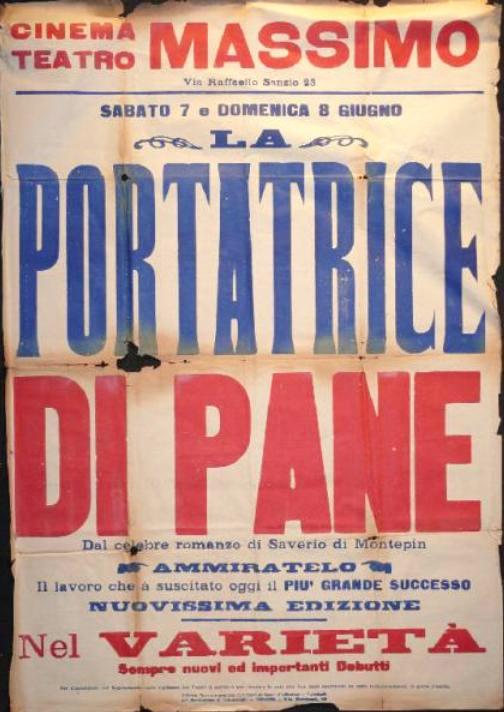 CINEMA TEATRO MASSIMO
Via Raffaello Sanzio 23
SABATO 7 e DOMENICA 8 GIUGNO
LA
PORTATRICE
DI PANE
Dal celebre romanzo di Saverio di Montepin
AMMIRATELO
Il lavoro che à suscitato oggi il PIU' GRANDE SUCCESSO
NUOVISSIMA EDIZIONE
Nel VARIETÀ
Sempre nuovi ed importanti Debutti